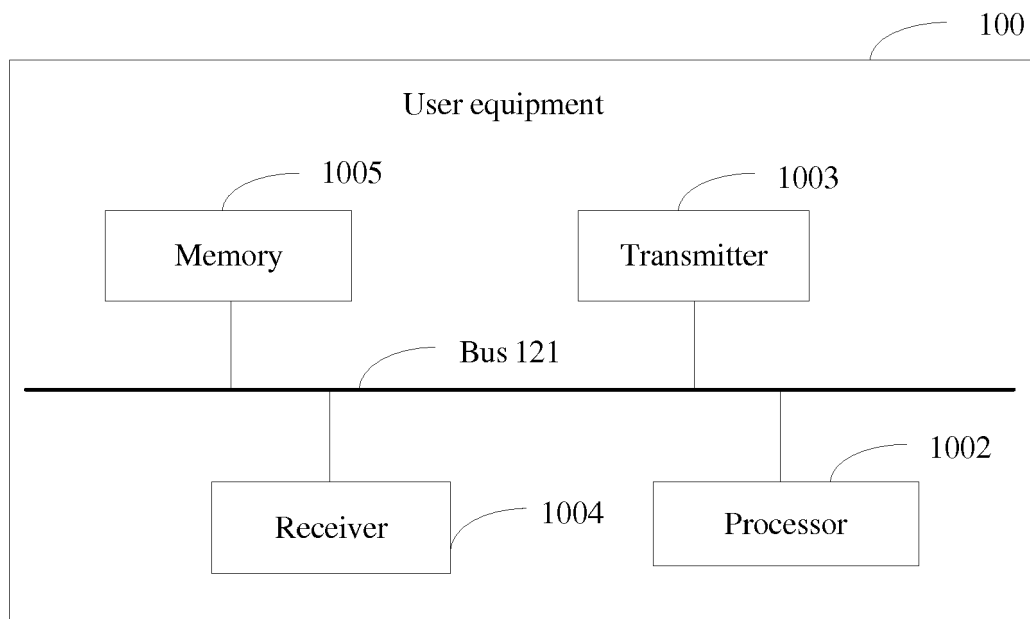 100
User equipment
1005
1003
Memory
Transmitter
Bus 121
1002
1004
Receiver
Processor